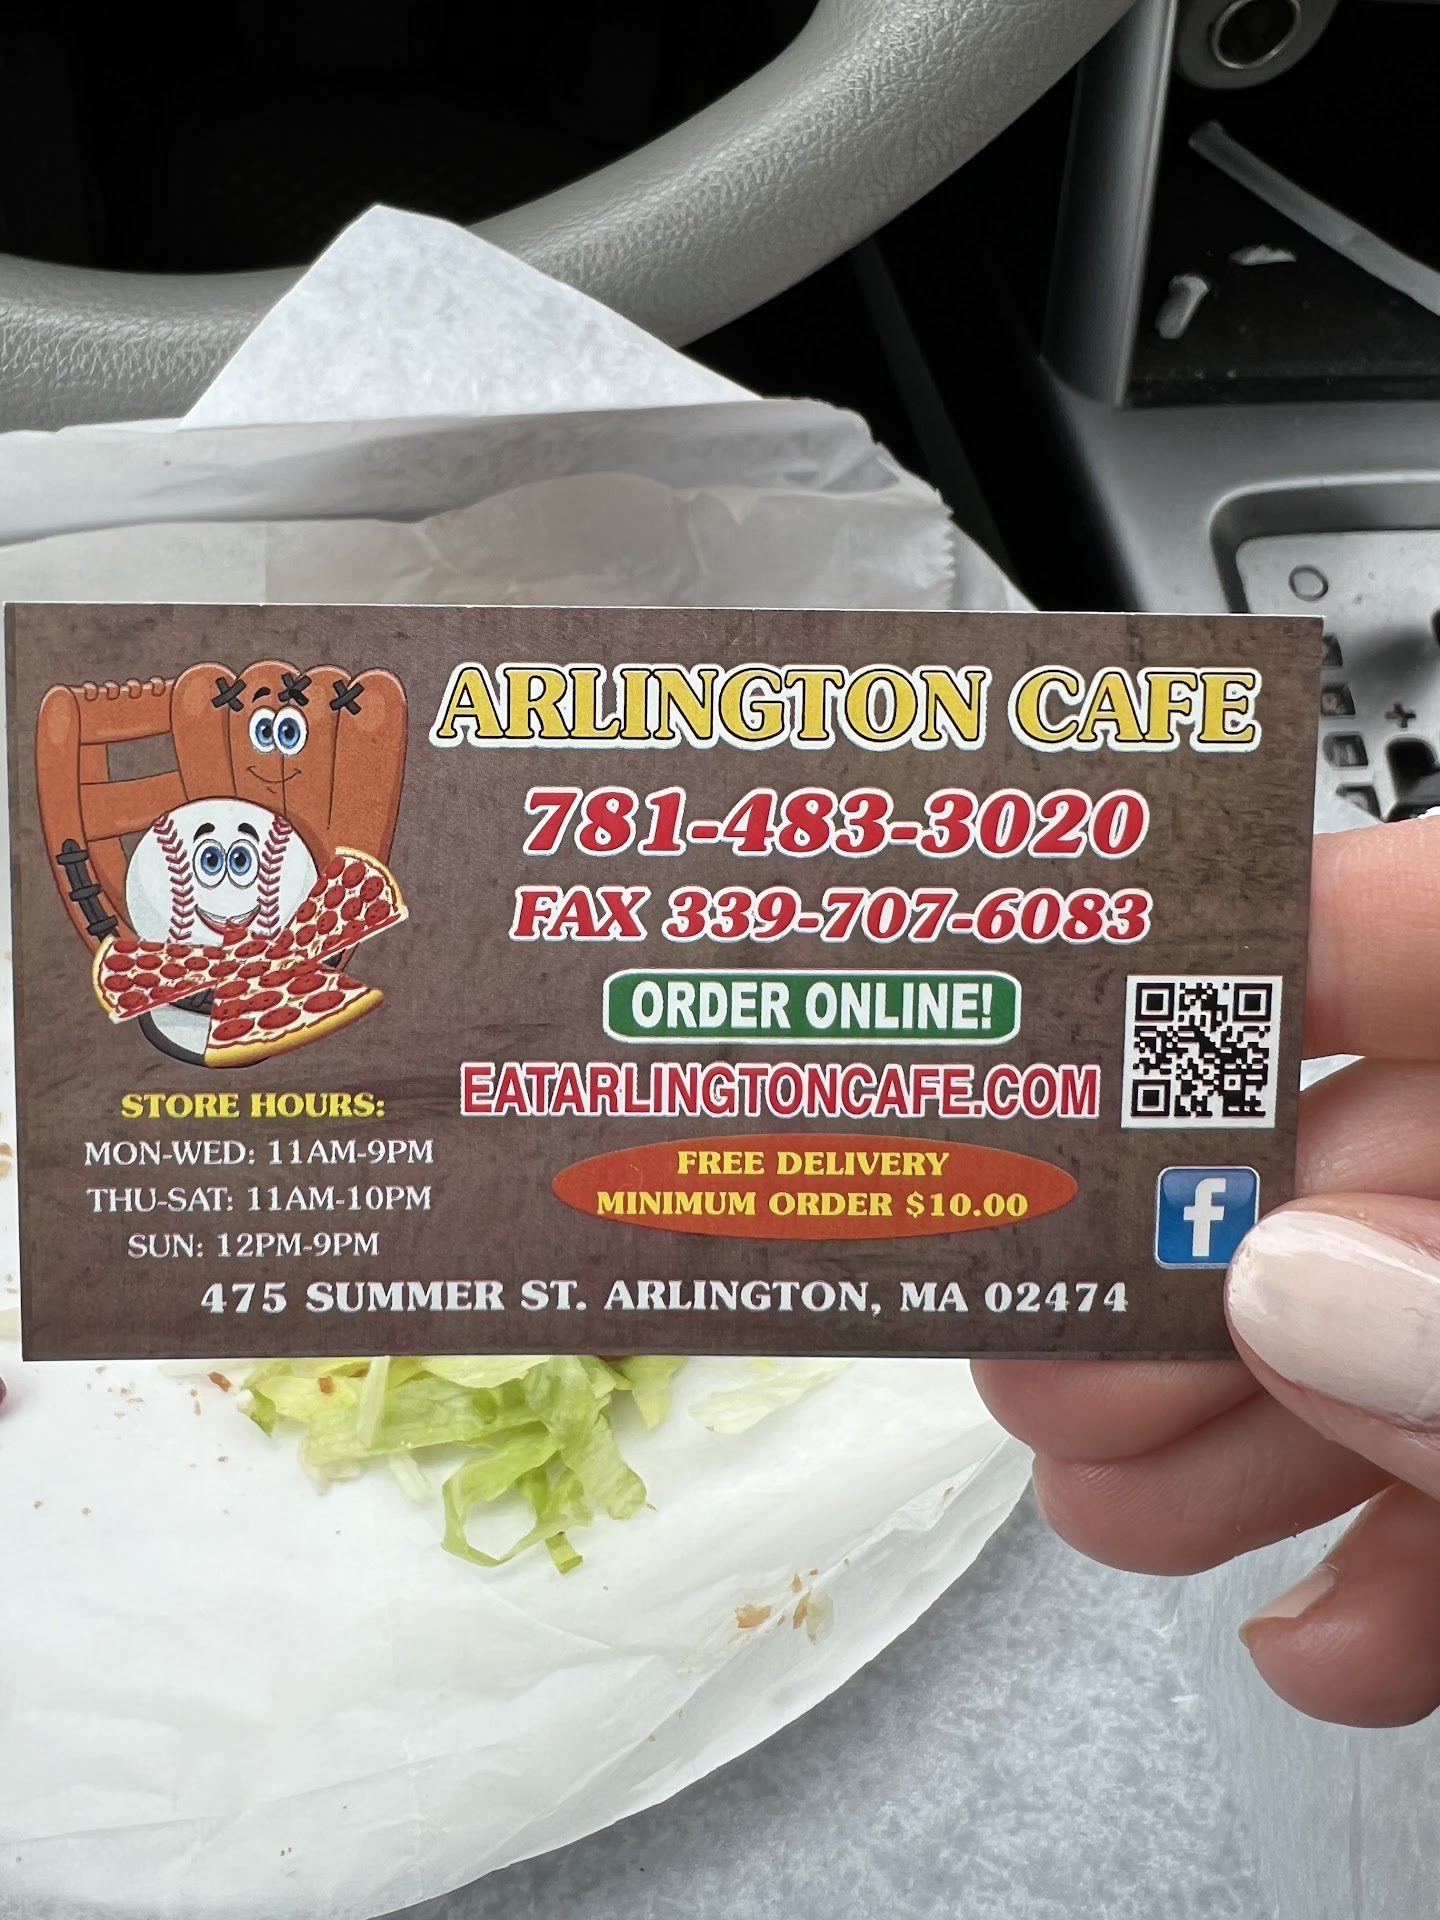 ARLINGTON CAFE
781-483-3020
FAX 339-707-6083
ORDER ONLINE!
EATARLINGTONCAFE.COM
FREE DELIVERY
MINIMUM ORDER $10.00
f
STORE HOURS:
MON-WED: 11AM-9PM
THU-SAT: 11AM-10PM
SUN: 12PM-9PM
475 SUMMER ST. ARLINGTON, MA 02474